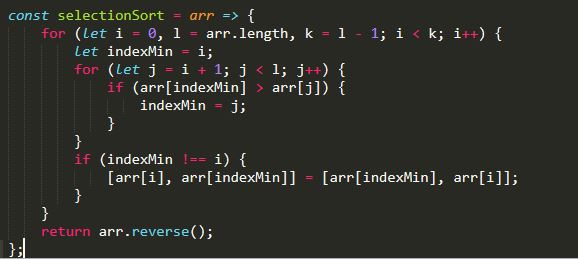 const selectionSort = arr => {
    for (let i = 0, l = arr.length, k = l - 1; i < k; i++) {
        let indexMin = i;
        for (let j = i + 1; j < l; j++) {
            if (arr[indexMin] > arr[j]) {
                indexMin = j;
            }
        }
        if (indexMin !== i) {
            [arr[i], arr[indexMin]] = [arr[indexMin], arr[i]];
        }
    }
    return arr.reverse();
};